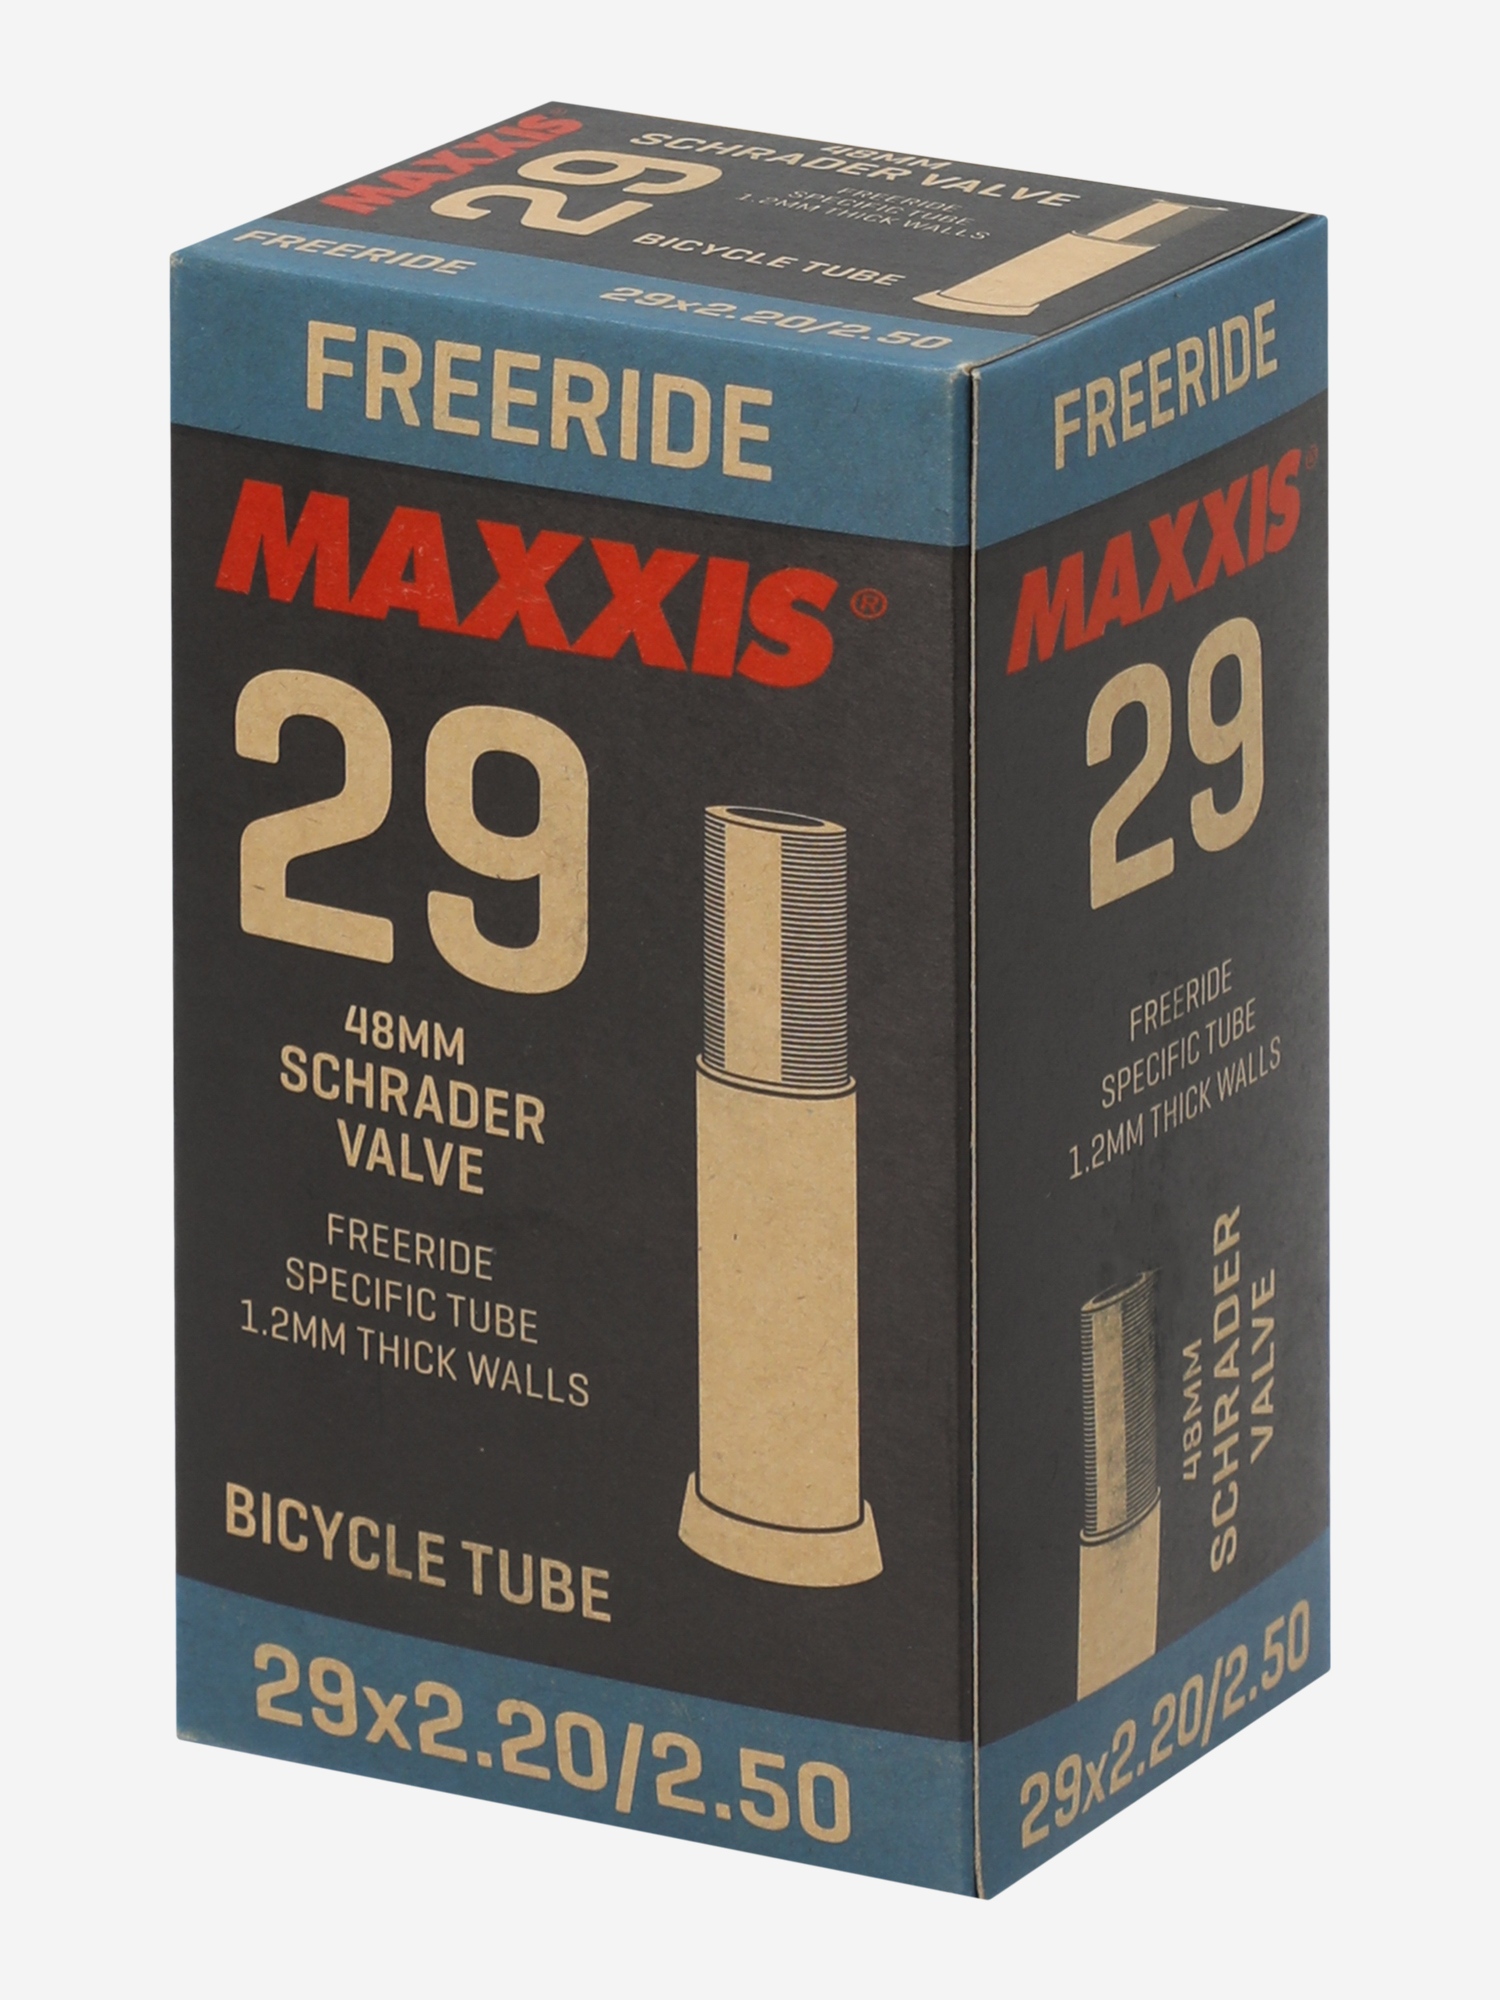 MAXXIS®
29
48MM
SCHRADER VALVE
FREERIDE
SPECIFIC TUBE
1.2MM THICK WALLS
BICYCLE TUBE
FREERIDE
29x2.20/2.50
FREERIDE
MAXXIS®
29
48MM
SCHRADER
VALVE
FREERIDE
SPECIFIC TUBE
1.2MM THICK WALLS
BICYCLE TUBE
29x2.20/2.50
FREERIDE
MAXXIS®
29
FREERIDE
SPECIFIC TUBE
1.2MM THICK WALLS
48MM
SCHRADER
VALVE
29x2.20/2.50